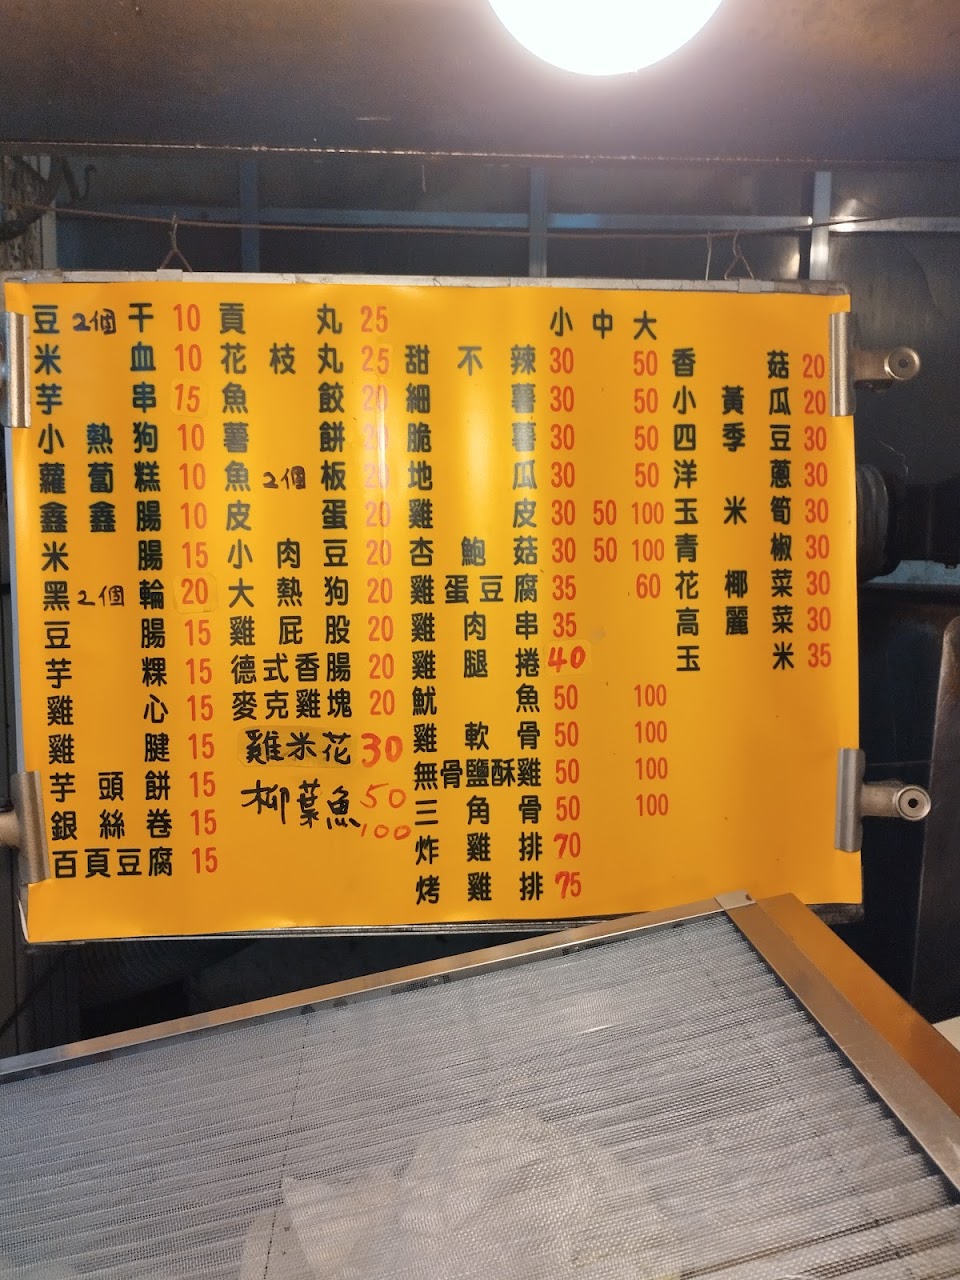 豆2個干 10
米血 10
芋串 15
小熱狗 10
蘿蔔糕 10
鑫鑫腸 10
米腸 15
黑2個輪 20
豆腸 15
芋粿 15
雞心 15
雞腱 15
芋頭餅 15
銀絲卷 15
百頁豆腐 15
貢丸 25
花枝丸 25
魚餃 20
薯餅 20
魚2個板 20
皮蛋 20
小肉豆 20
大熱狗 20
雞屁股 20
德式香腸 20
麥克雞塊 20
雞米花 30
柳葉魚 50
100
小 中 大
甜不辣 30 50
細薯 30 50
脆薯 30 50
地瓜 30 50
雞皮 30 50 100
杏鮑菇 30 50 100
雞蛋豆腐 35 60
雞肉串 35
雞腿捲 40
魷魚 50 100
雞軟骨 50 100
無骨鹽酥雞 50 100
三角骨 50 100
炸雞排 70
烤雞排 75
香菇 20
小黃瓜 20
四季豆 30
洋蔥 30
玉米筍 30
青椒 30
花椰菜 30
高麗菜 30
玉米 35